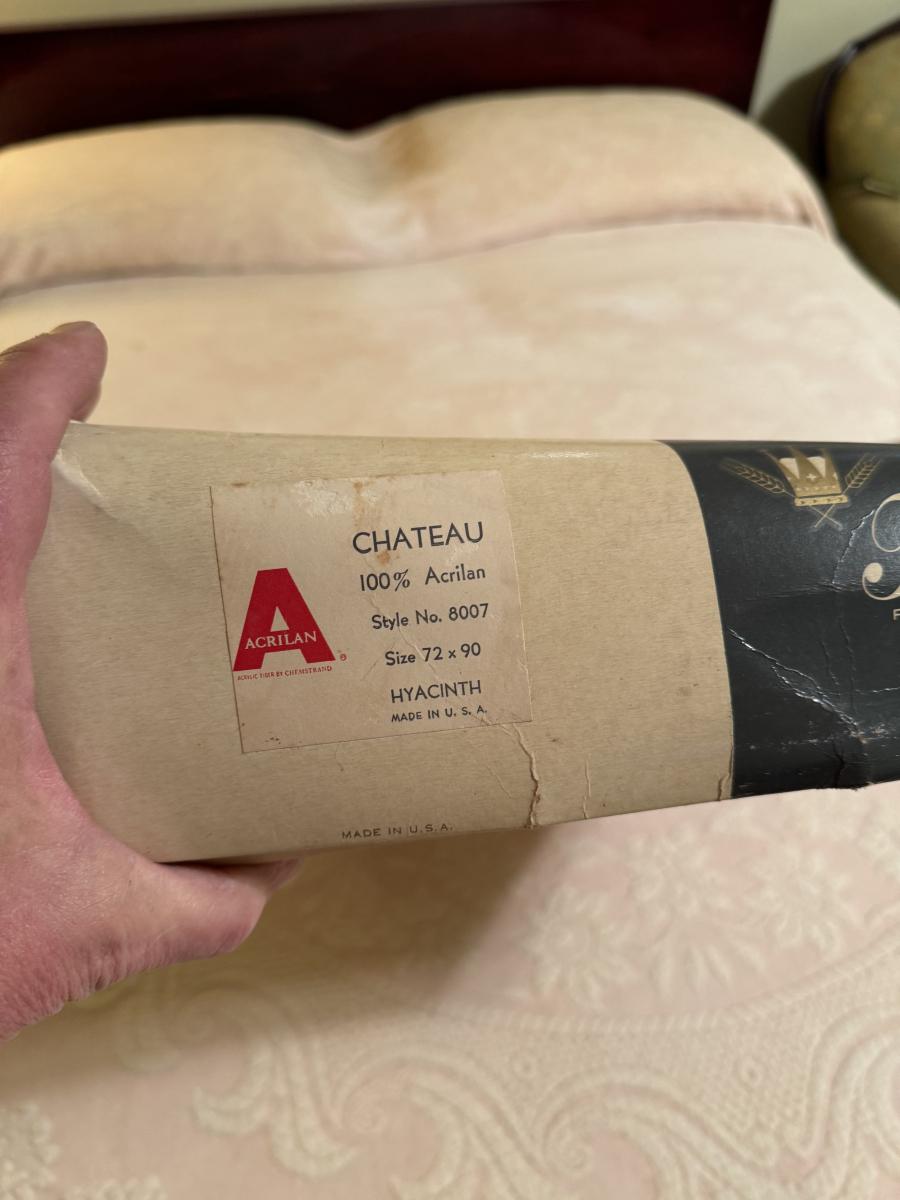 CHATEAU
100% Acrilan
Style No. 8007
Size 72 x 90
HYACINTH
MADE IN U. S. A.
ACRILAN®
ACRYLIC FIBER BY CHEMSTRAND
MADE IN U.S.A.